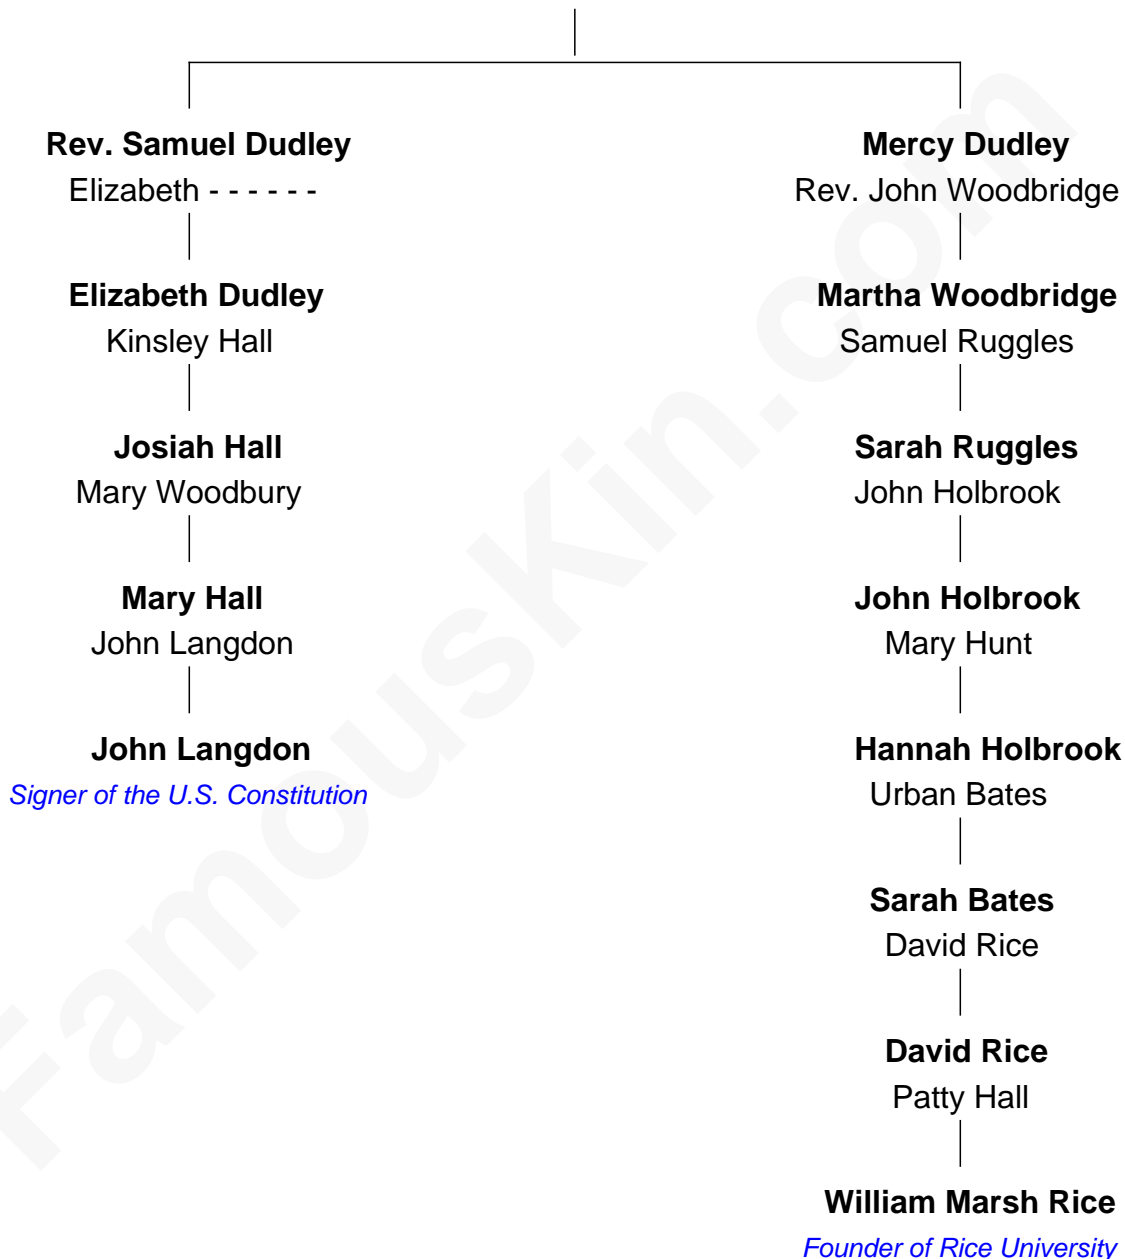 Rev. Samuel Dudley
Elizabeth - - - - - -
Elizabeth Dudley
Kinsley Hall
Josiah Hall
Mary Woodbury
Mary Hall
John Langdon
John Langdon
Signer of the U.S. Constitution
Mercy Dudley
Rev. John Woodbridge
Martha Woodbridge
Samuel Ruggles
Sarah Ruggles
John Holbrook
John Holbrook
Mary Hunt
Hannah Holbrook
Urban Bates
Sarah Bates
David Rice
David Rice
Patty Hall
William Marsh Rice
Founder of Rice University
FamousKin.com